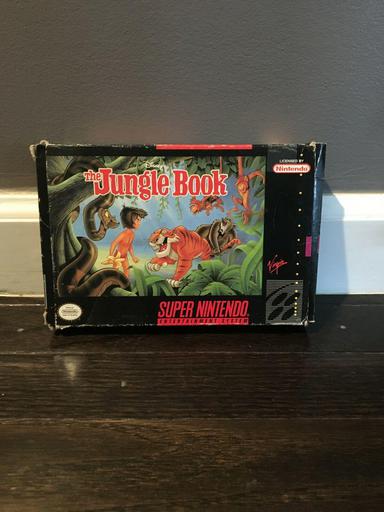 Disney's
The Jungle Book
LICENSED BY
Nintendo
Virgin
SUPER NINTENDO
ENTERTAINMENT SYSTEM